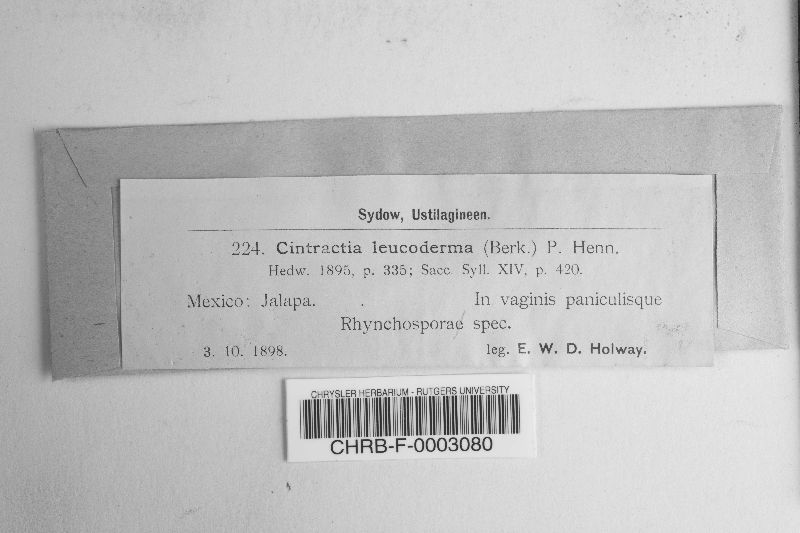 Sydow, Ustilagineen.
224. Cintractia leucoderma (Berk.) P. Henn.
Hedw. 1895, p. 335; Sacc. Syll. XIV, p. 420.
Mexico: Jalapa. In vaginis paniculisque
Rhynchosporae spec.
3. 10. 1898. leg. E. W. D. Holway.
CHRYSLER HERBARIUM - RUTGERS UNIVERSITY
CHRB-F-0003080